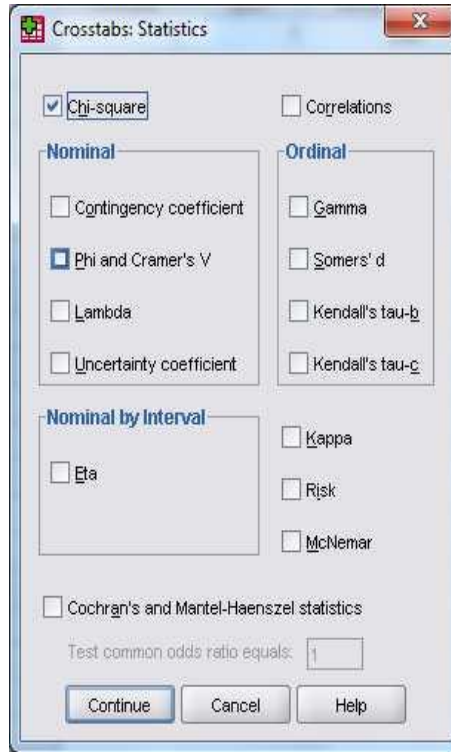 Crosstabs: Statistics
Chi-square
Correlations
Nominal
Contingency coefficient
Phi and Cramer's V
Lambda
Uncertainty coefficient
Ordinal
Gamma
Somers' d
Kendall's tau-b
Kendall's tau-c
Nominal by Interval
Eta
Kappa
Risk
McNemar
Cochran's and Mantel-Haenszel statistics
Test common odds ratio equals: 1
Continue Cancel Help